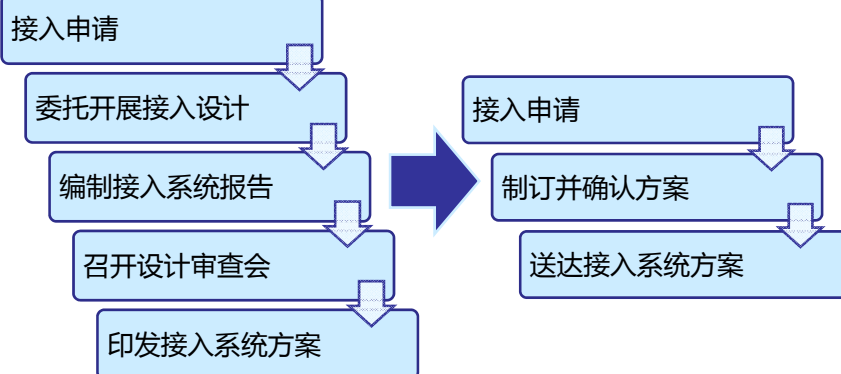 接入申请
委托开展接入设计
编制接入系统报告
召开设计审查会
印发接入系统方案
接入申请
制订并确认方案
送达接入系统方案